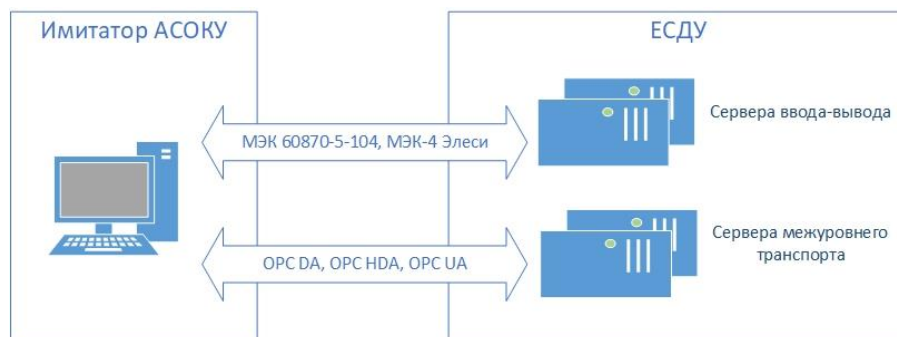 Имитатор АСОКУ
ЕСДУ
МЭК 60870-5-104, МЭК-4 Элеси
Сервера ввода-вывода
OPC DA, OPC HDA, OPC UA
Сервера межуровнего
транспорта